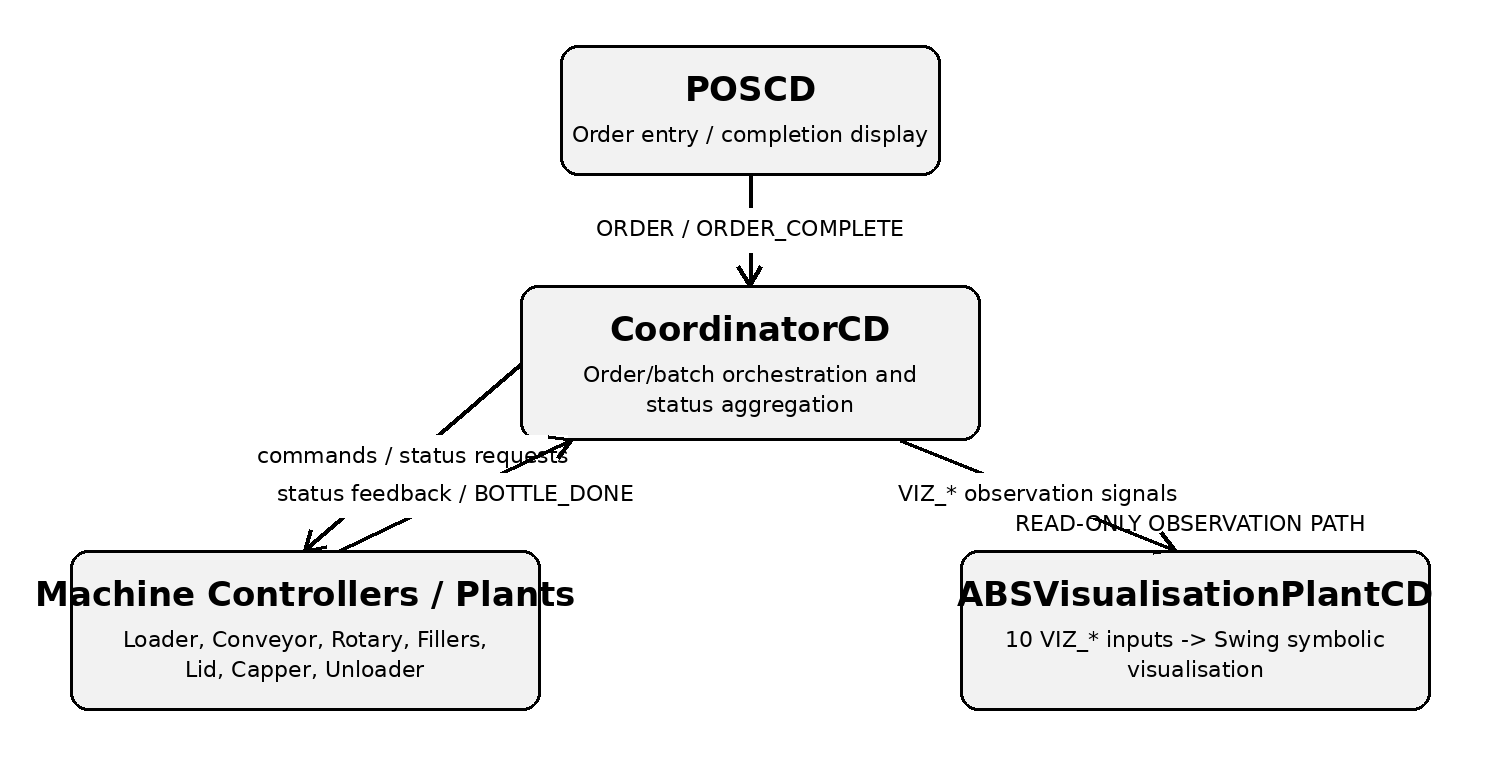 POSCD
Order entry / completion display
ORDER / ORDER_COMPLETE
CoordinatorCD
Order/batch orchestration and
status aggregation
commands / status requests
status feedback / BOTTLE_DONE
VIZ_* observation signals
READ-ONLY OBSERVATION PATH
Machine Controllers / Plants
Loader, Conveyor, Rotary, Fillers,
Lid, Capper, Unloader
ABSVisualisationPlantCD
10 VIZ_* inputs -> Swing symbolic
visualisation